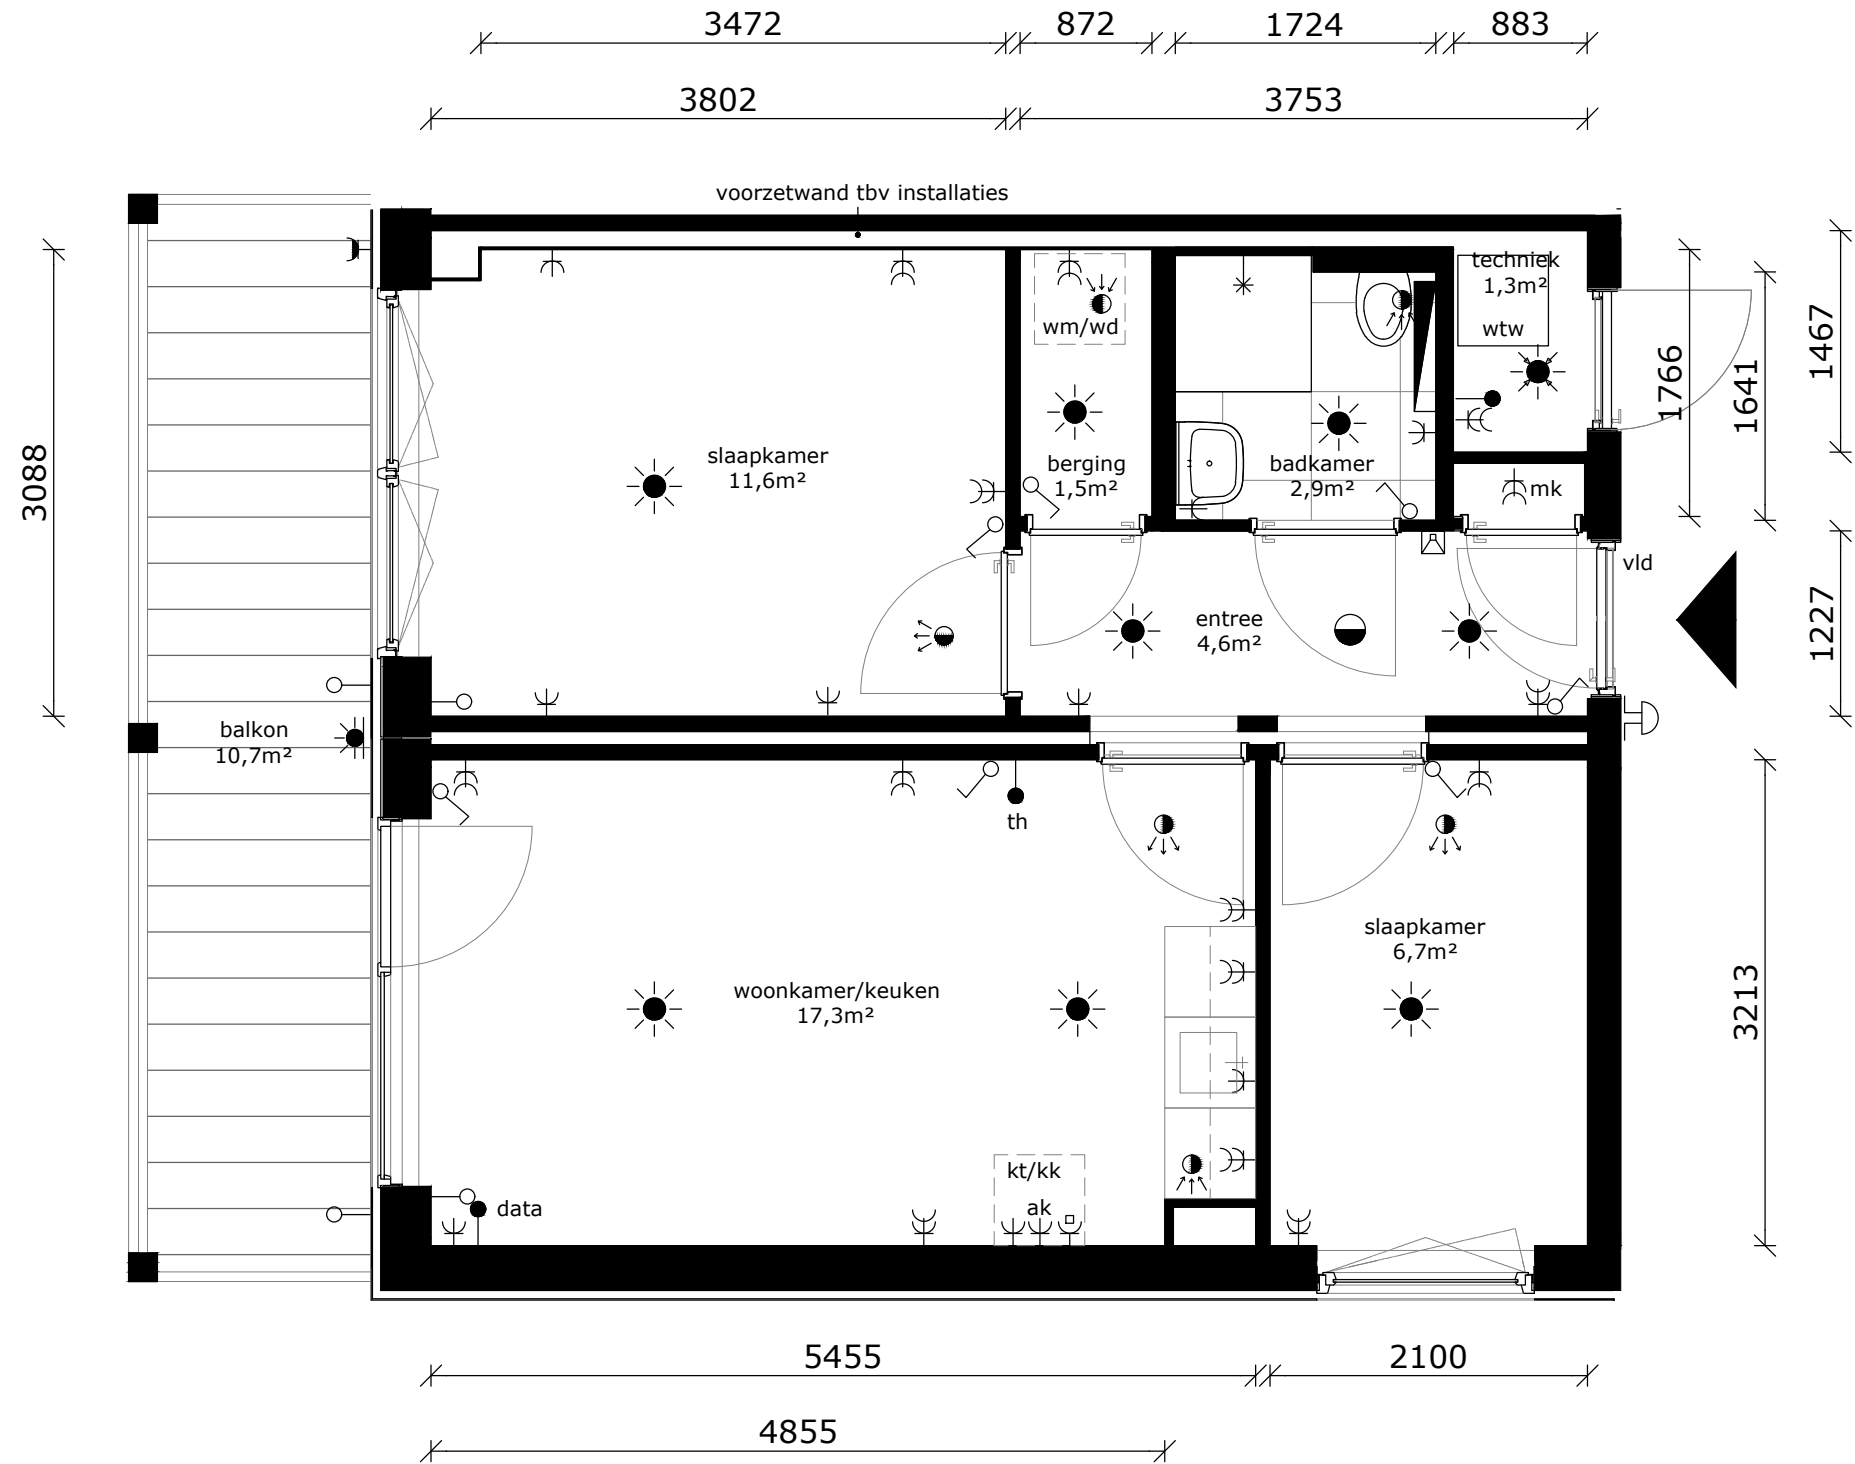 3472
872
1724
883
3802
3753
voorzetwand tbv installaties
techniek
1,3m²
wtw
wm/wd
1467
1766
1641
3088
slaapkamer
11,6m²
berging
1,5m²
badkamer
2,9m²
mk
vld
entree
4,6m²
1227
balkon
10,7m²
th
slaapkamer
6,7m²
woonkamer/keuken
17,3m²
3213
kt/kk
ak
data
5455
2100
4855